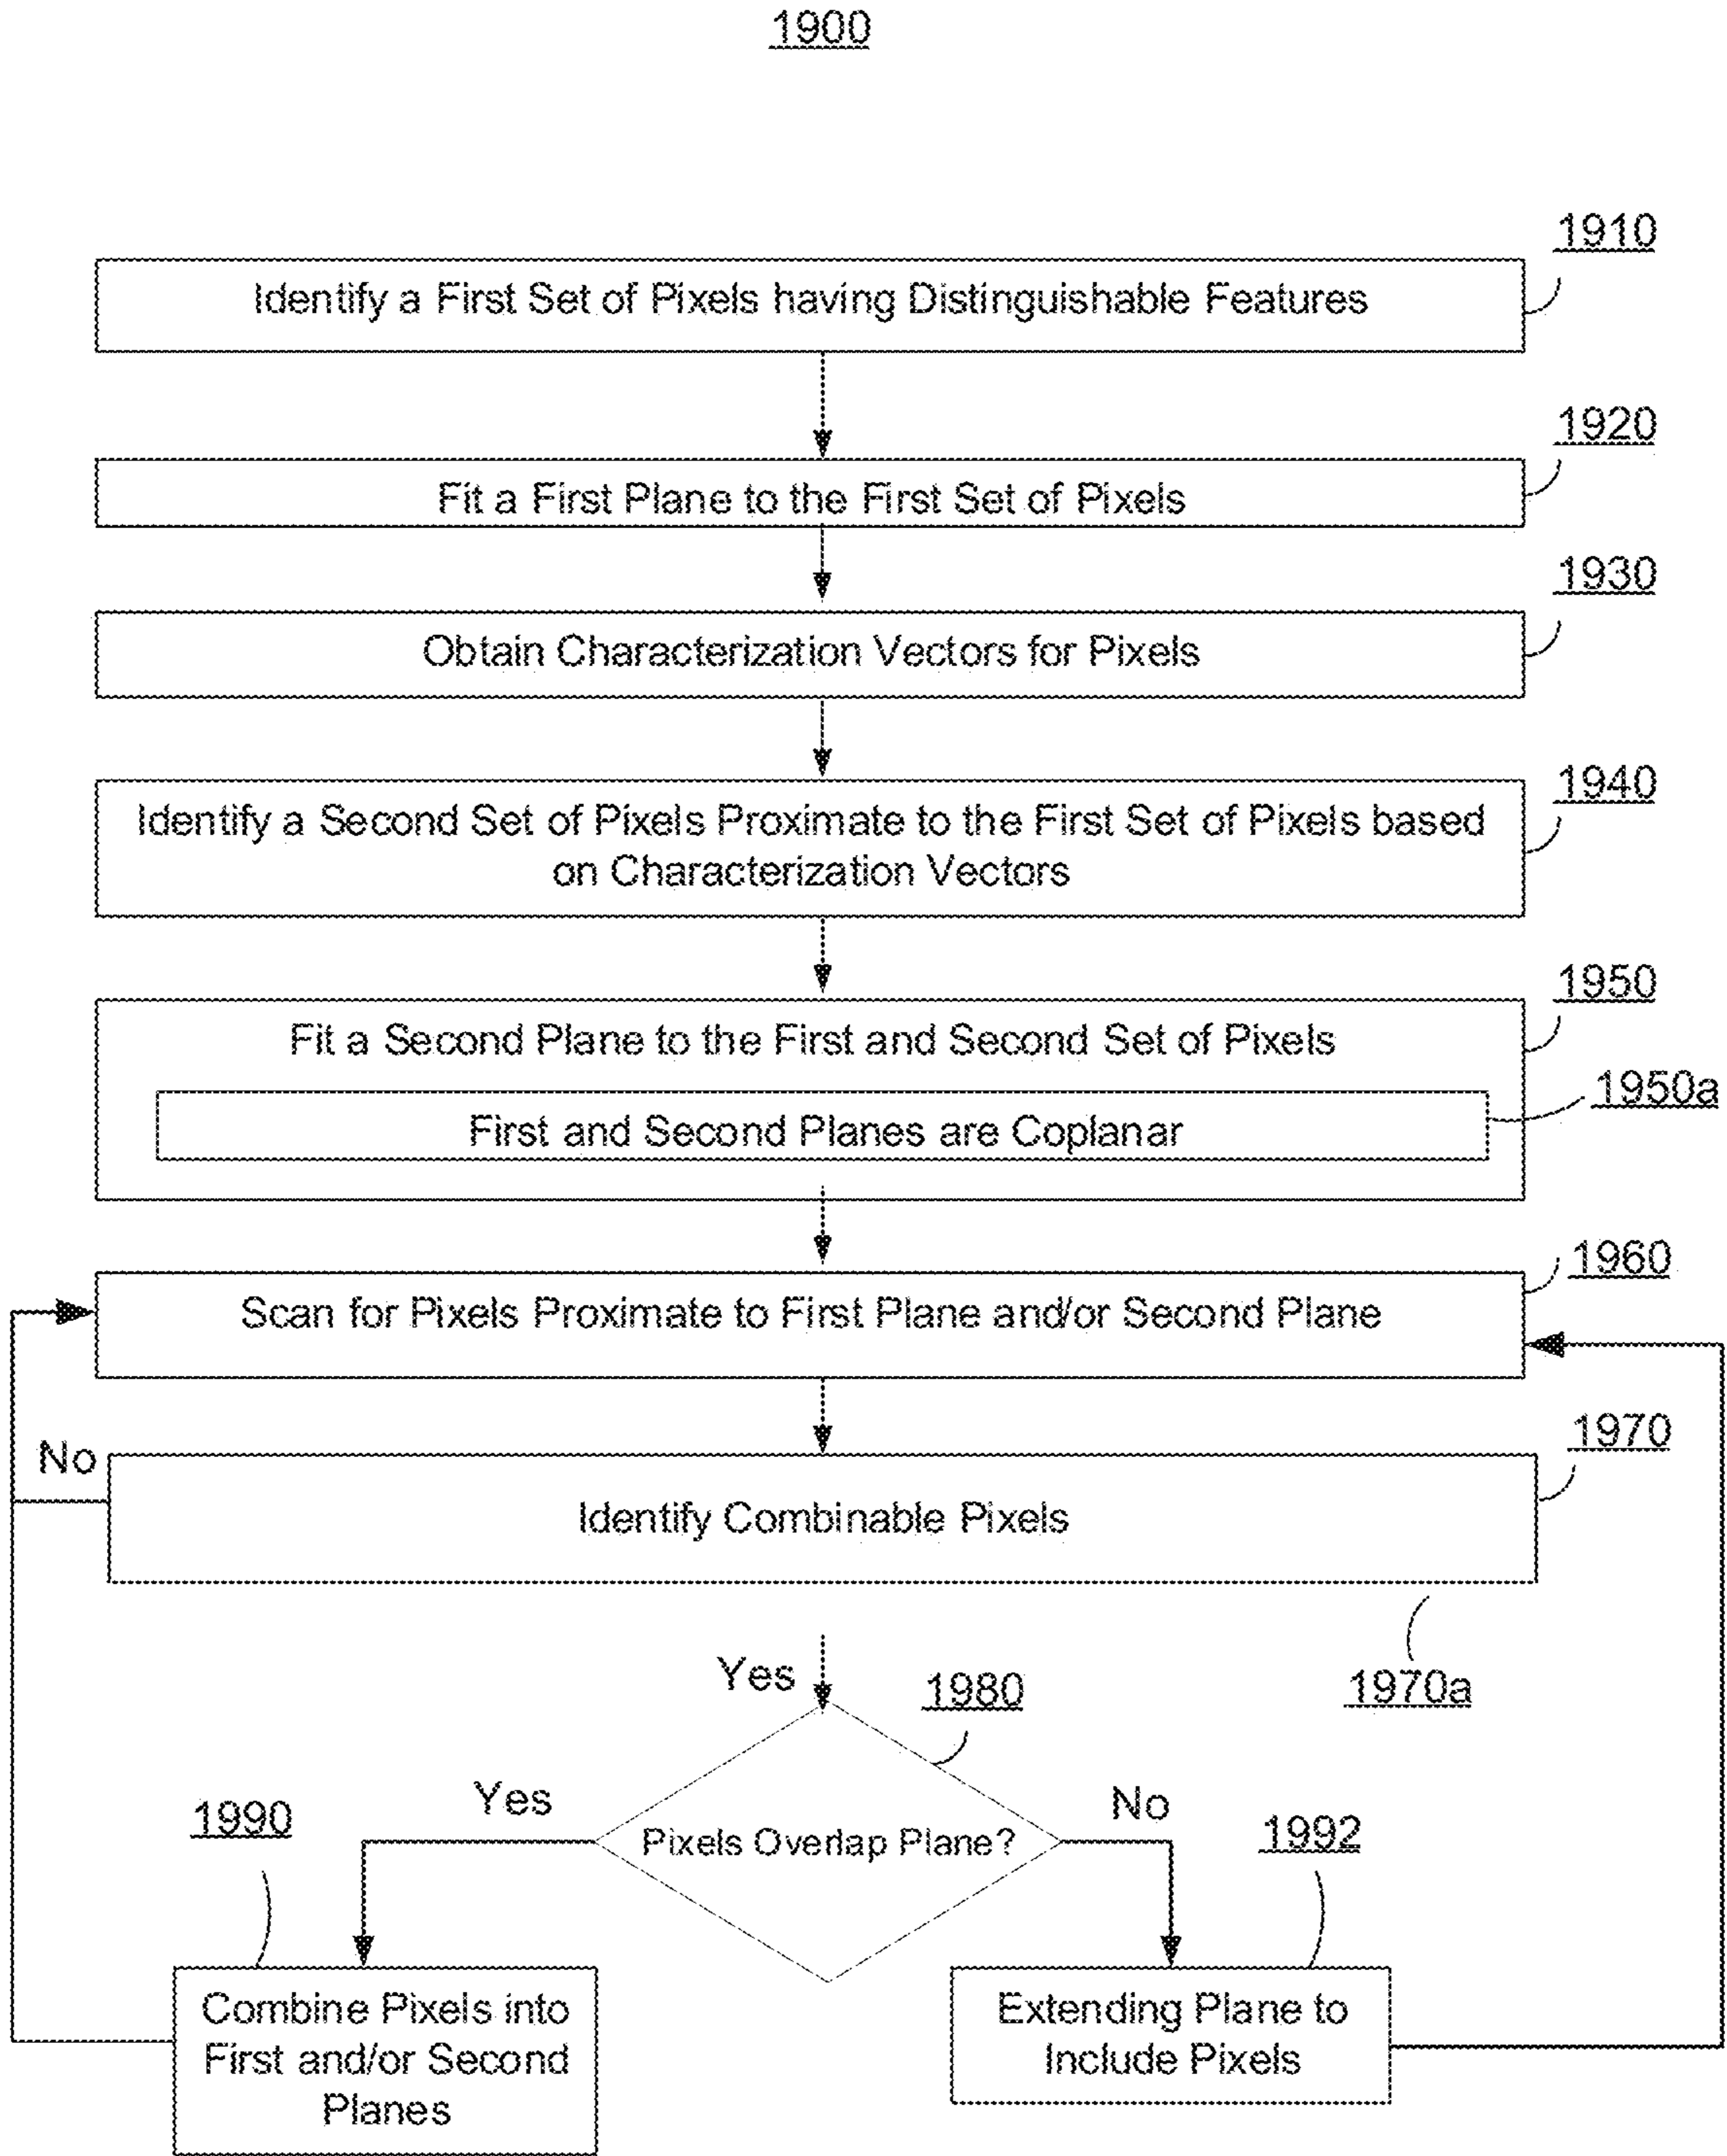 1900
1910
Identify a First Set of Pixels having Distinguishable Features
1920
Fit a First Plane to the First Set of Pixels
1930
Obtain Characterization Vectors for Pixels
1940
Identify a Second Set of Pixels Proximate to the First Set of Pixels based
on Characterization Vectors
1950
Fit a Second Plane to the First and Second Set of Pixels
1950a
First and Second Planes are Coplanar
1960
Scan for Pixels Proximate to First Plane and/or Second Plane
1970
No
Identify Combinable Pixels
1970a
Yes
1980
Yes
No
1990
Pixels Overlap Plane?
1992
Combine Pixels into
First and/or Second
Planes
Extending Plane to
Include Pixels